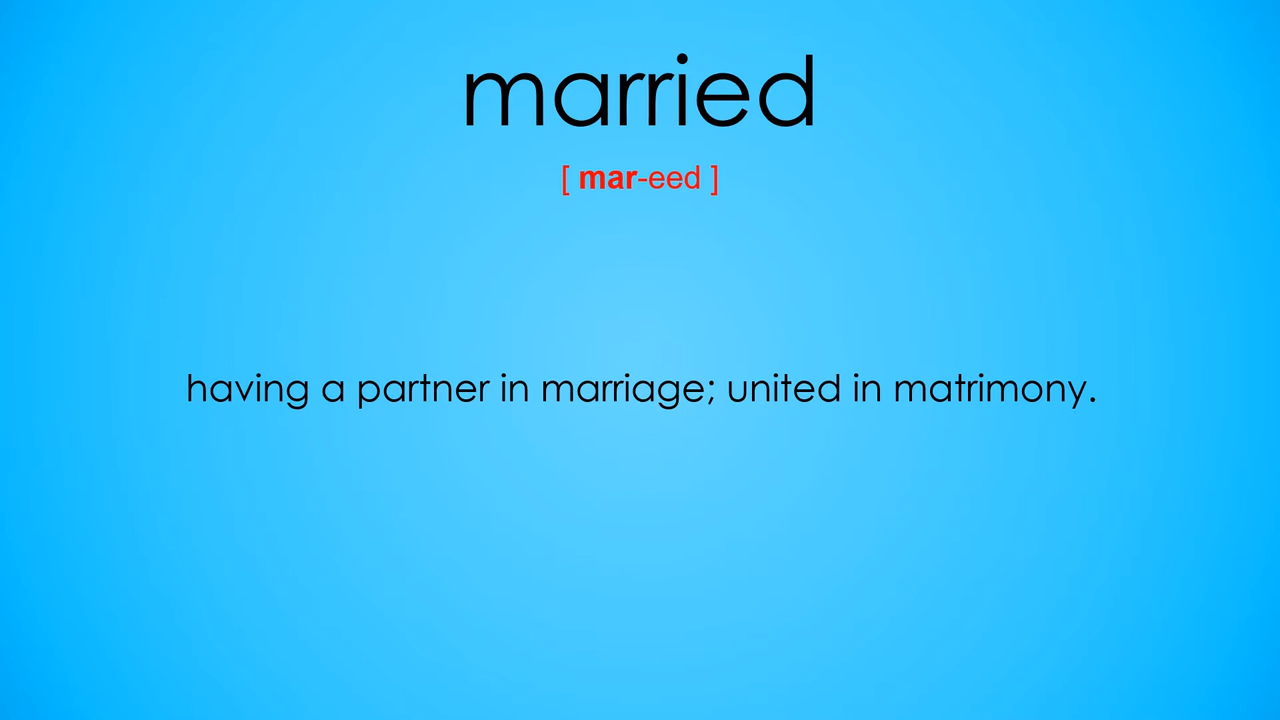 married
[ mar-eed ]
having a partner in marriage; united in matrimony.